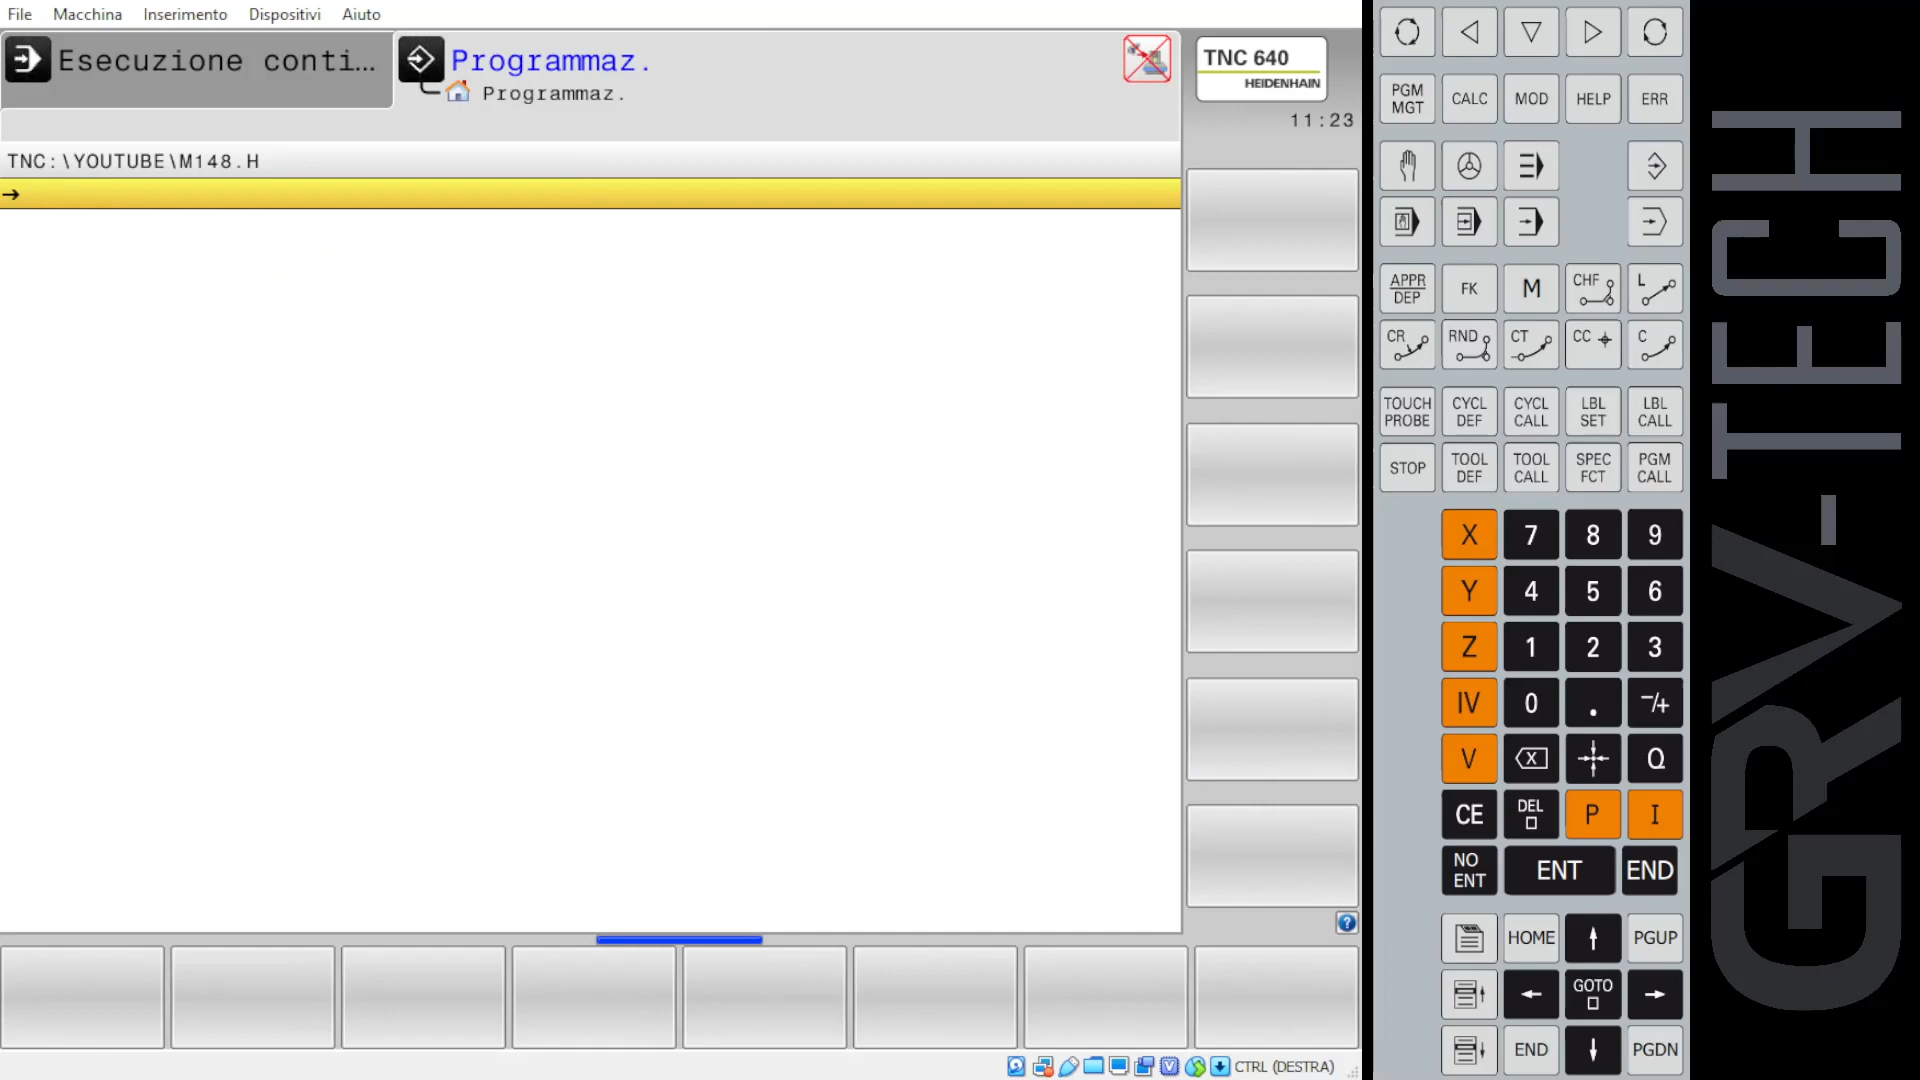 File Macchina Inserimento Dispositivi Aiuto
Esecuzione conti...
Programmaz.
Programmaz.
TNC 640
HEIDENHAIN
11:23
TNC:\YOUTUBE\M148.H
CTRL (DESTRA)
PGM MGT
CALC
MOD
HELP
ERR
APPR DEP
FK
M
CHF
L
CR
RND
CT
CC
C
TOUCH PROBE
CYCL DEF
CYCL CALL
LBL SET
LBL CALL
STOP
TOOL DEF
TOOL CALL
SPEC FCT
PGM CALL
X 7 8 9
Y 4 5 6
Z 1 2 3
IV 0 . -/+
V X Q
CE DEL P I
NO ENT
ENT
END
HOME
PGUP
GOTO
END
PGDN
GRV-TECH